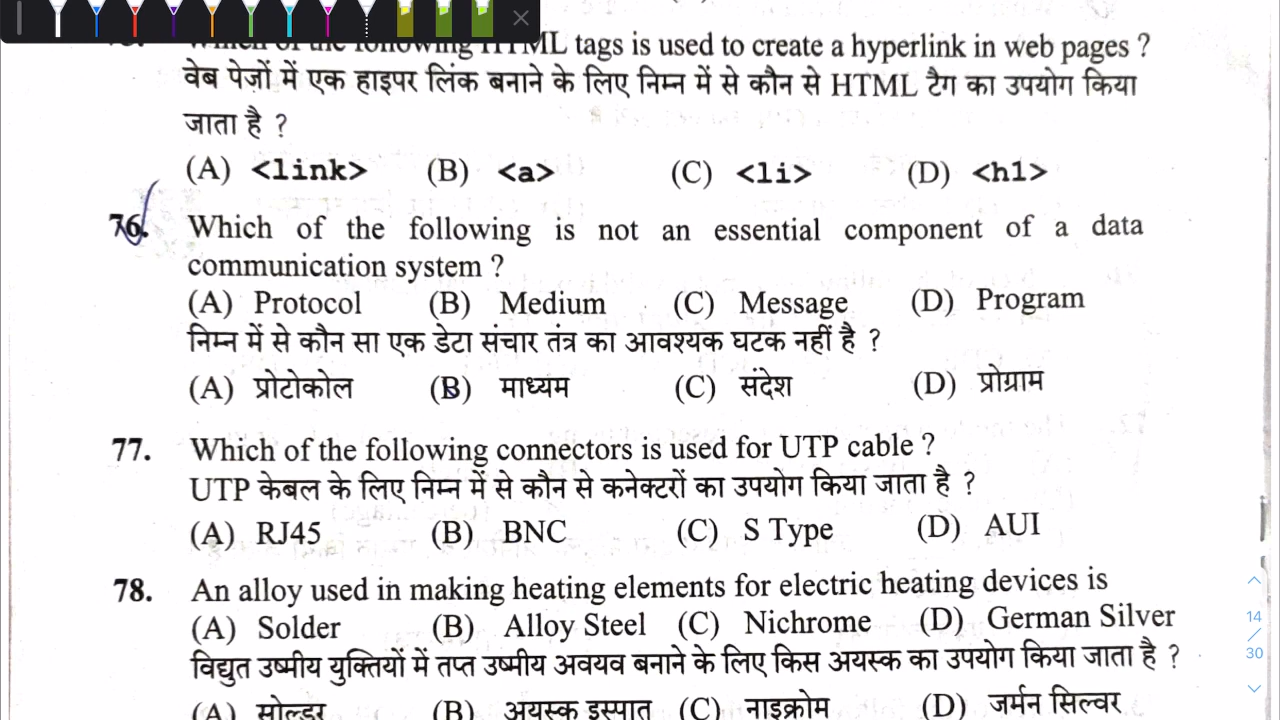 Which of the following HTML tags is used to create a hyperlink in web pages ?
वेब पेज़ों में एक हाइपर लिंक बनाने के लिए निम्न में से कौन से HTML टैग का उपयोग किया
जाता है ?
(A) <link> (B) <a> (C) <li> (D) <h1>
76. Which of the following is not an essential component of a data
communication system ?
(A) Protocol (B) Medium (C) Message (D) Program
निम्न में से कौन सा एक डेटा संचार तंत्र का आवश्यक घटक नहीं है ?
(A) प्रोटोकोल (B) माध्यम (C) संदेश (D) प्रोग्राम
77. Which of the following connectors is used for UTP cable ?
UTP केबल के लिए निम्न में से कौन से कनेक्टरों का उपयोग किया जाता है ?
(A) RJ45 (B) BNC (C) S Type (D) AUI
78. An alloy used in making heating elements for electric heating devices is
(A) Solder (B) Alloy Steel (C) Nichrome (D) German Silver
विद्युत उष्मीय युक्तियों में तप्त उष्मीय अवयव बनाने के लिए किस अयस्क का उपयोग किया जाता है ?
(A) सोल्डर (B) अयस्क इस्पात (C) नाइक्रोम (D) जर्मन सिल्वर
14
/
30